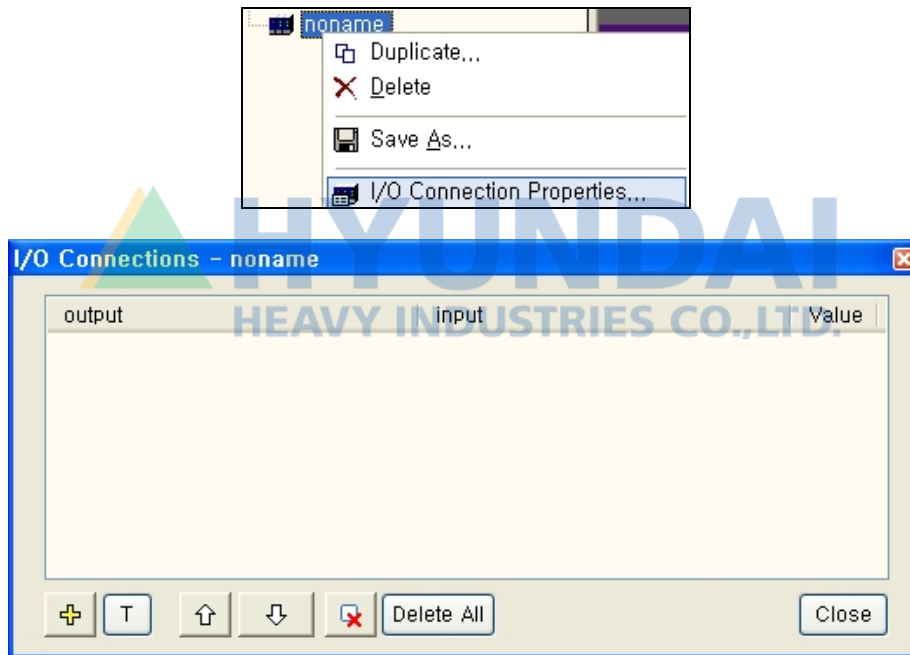 noname
Duplicate,,,
Delete
Save As,,,
I/O Connection Properties,,,
HYUNDAI
I/O Connections - noname
output input Value
HEAVY INDUSTRIES CO.,LTD.
T Delete All Close